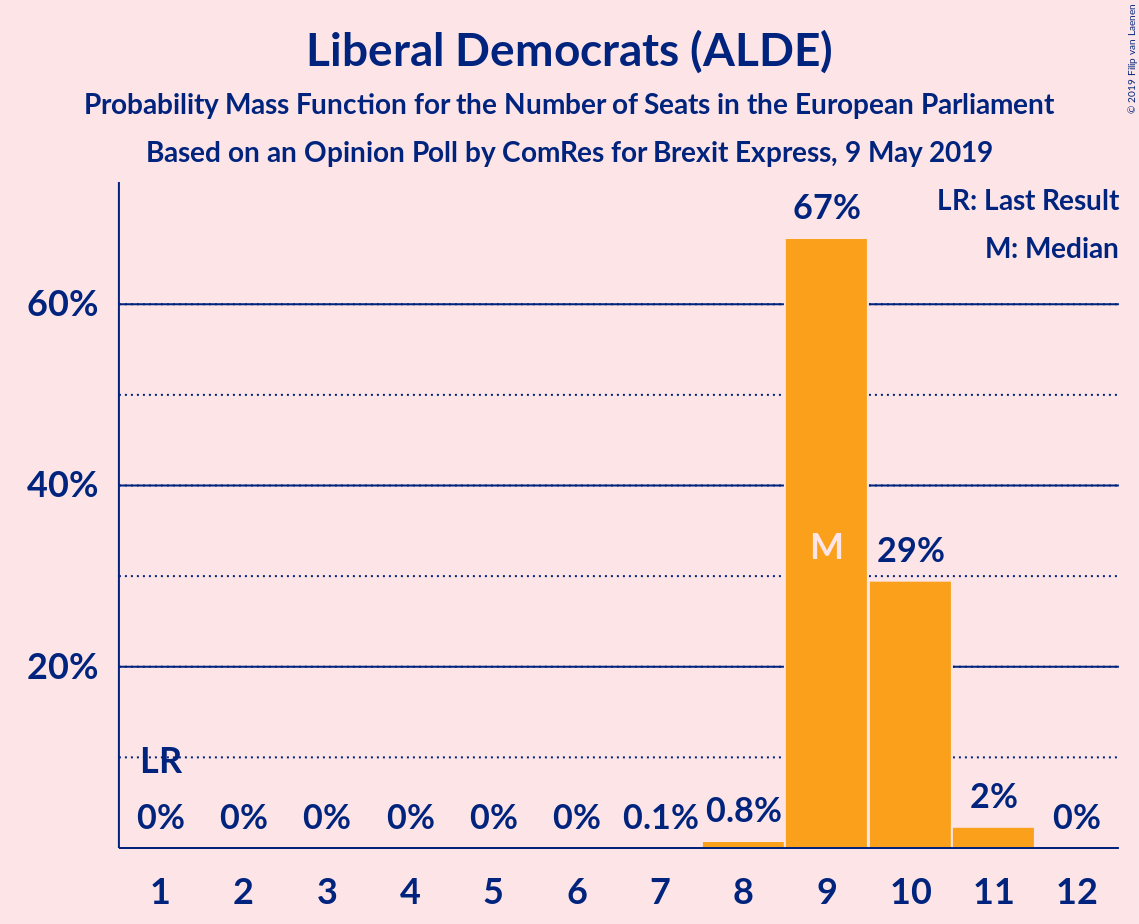 Liberal Democrats (ALDE)
Probability Mass Function for the Number of Seats in the European Parliament
Based on an Opinion Poll by ComRes for Brexit Express, 9 May 2019
© 2019 Filip van Laenen
LR: Last Result
M: Median
67%
60%
40%
M
29%
20%
LR
0% 0% 0% 0% 0% 0% 0.1% 0.8% 2% 0%
1 2 3 4 5 6 7 8 9 10 11 12